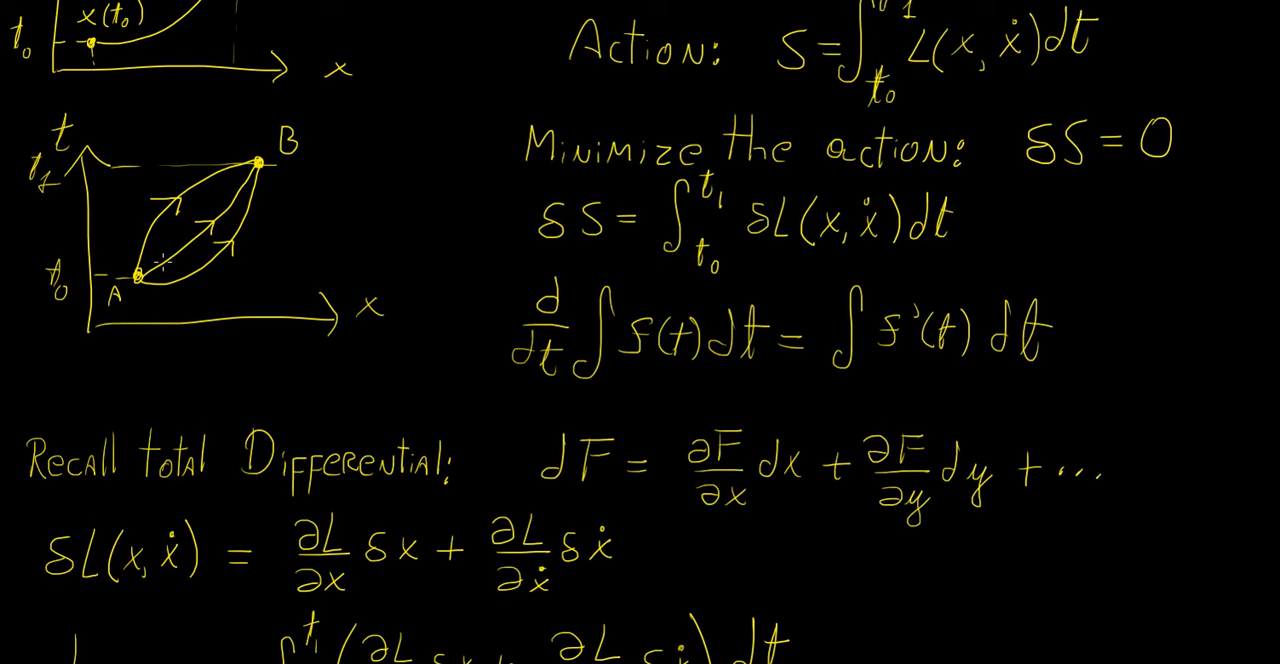 t₀ x(t₀)
x
Action: S = ∫_{t₀}^{t₁} L(x, ẋ) dt
Minimize the action: δS = 0
t
B
t₁
t₀
A
x
δS = ∫_{t₀}^{t₁} δL(x, ẋ) dt
d/dt ∫ f(t) dt = ∫ f'(t) dt
Recall total Differential: dF = ∂F/∂x dx + ∂F/∂y dy + ...
δL(x, ẋ) = ∂L/∂x δx + ∂L/∂ẋ δẋ